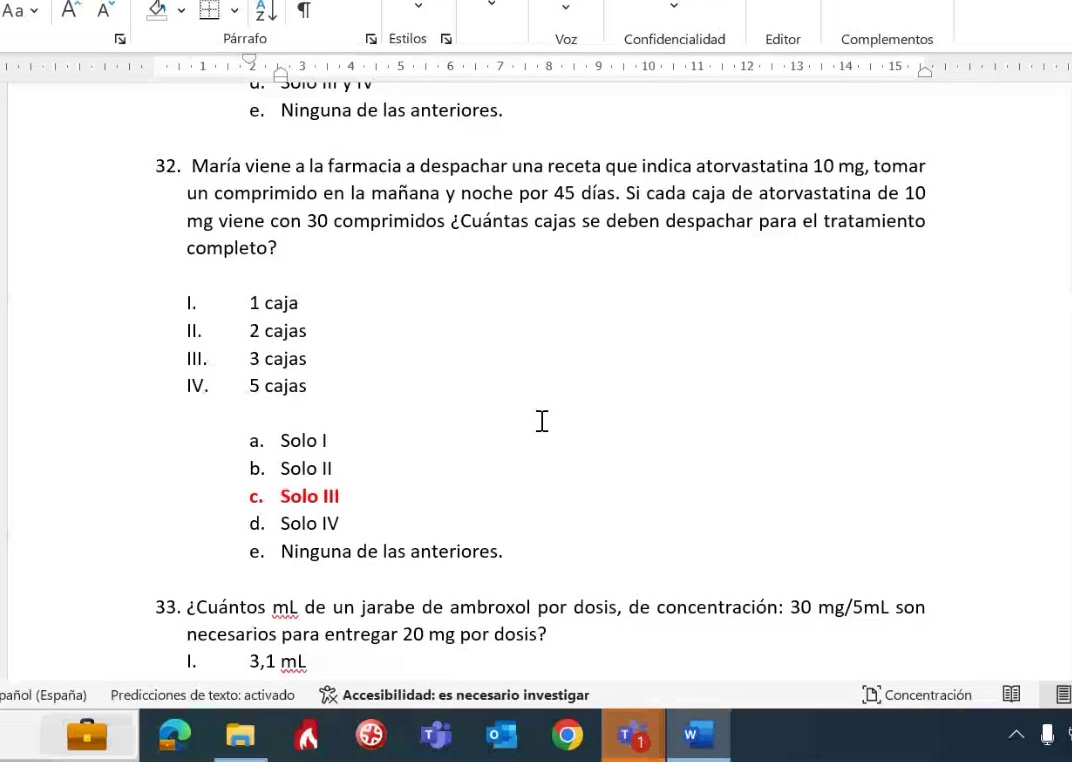 Aa A A A Z ¶
Párrafo Estilos Voz Confidencialidad Editor Complementos
1 2 3 4 5 6 7 8 9 10 11 12 13 14 15
d. Solo III y IV
e. Ninguna de las anteriores.
32. María viene a la farmacia a despachar una receta que indica atorvastatina 10 mg, tomar
un comprimido en la mañana y noche por 45 días. Si cada caja de atorvastatina de 10
mg viene con 30 comprimidos ¿Cuántas cajas se deben despachar para el tratamiento
completo?
I. 1 caja
II. 2 cajas
III. 3 cajas
IV. 5 cajas
a. Solo I
b. Solo II
c. Solo III
d. Solo IV
e. Ninguna de las anteriores.
33. ¿Cuántos mL de un jarabe de ambroxol por dosis, de concentración: 30 mg/5mL son
necesarios para entregar 20 mg por dosis?
I. 3,1 mL
pañol (España) Predicciones de texto: activado Accesibilidad: es necesario investigar Concentración
T O T 1 W